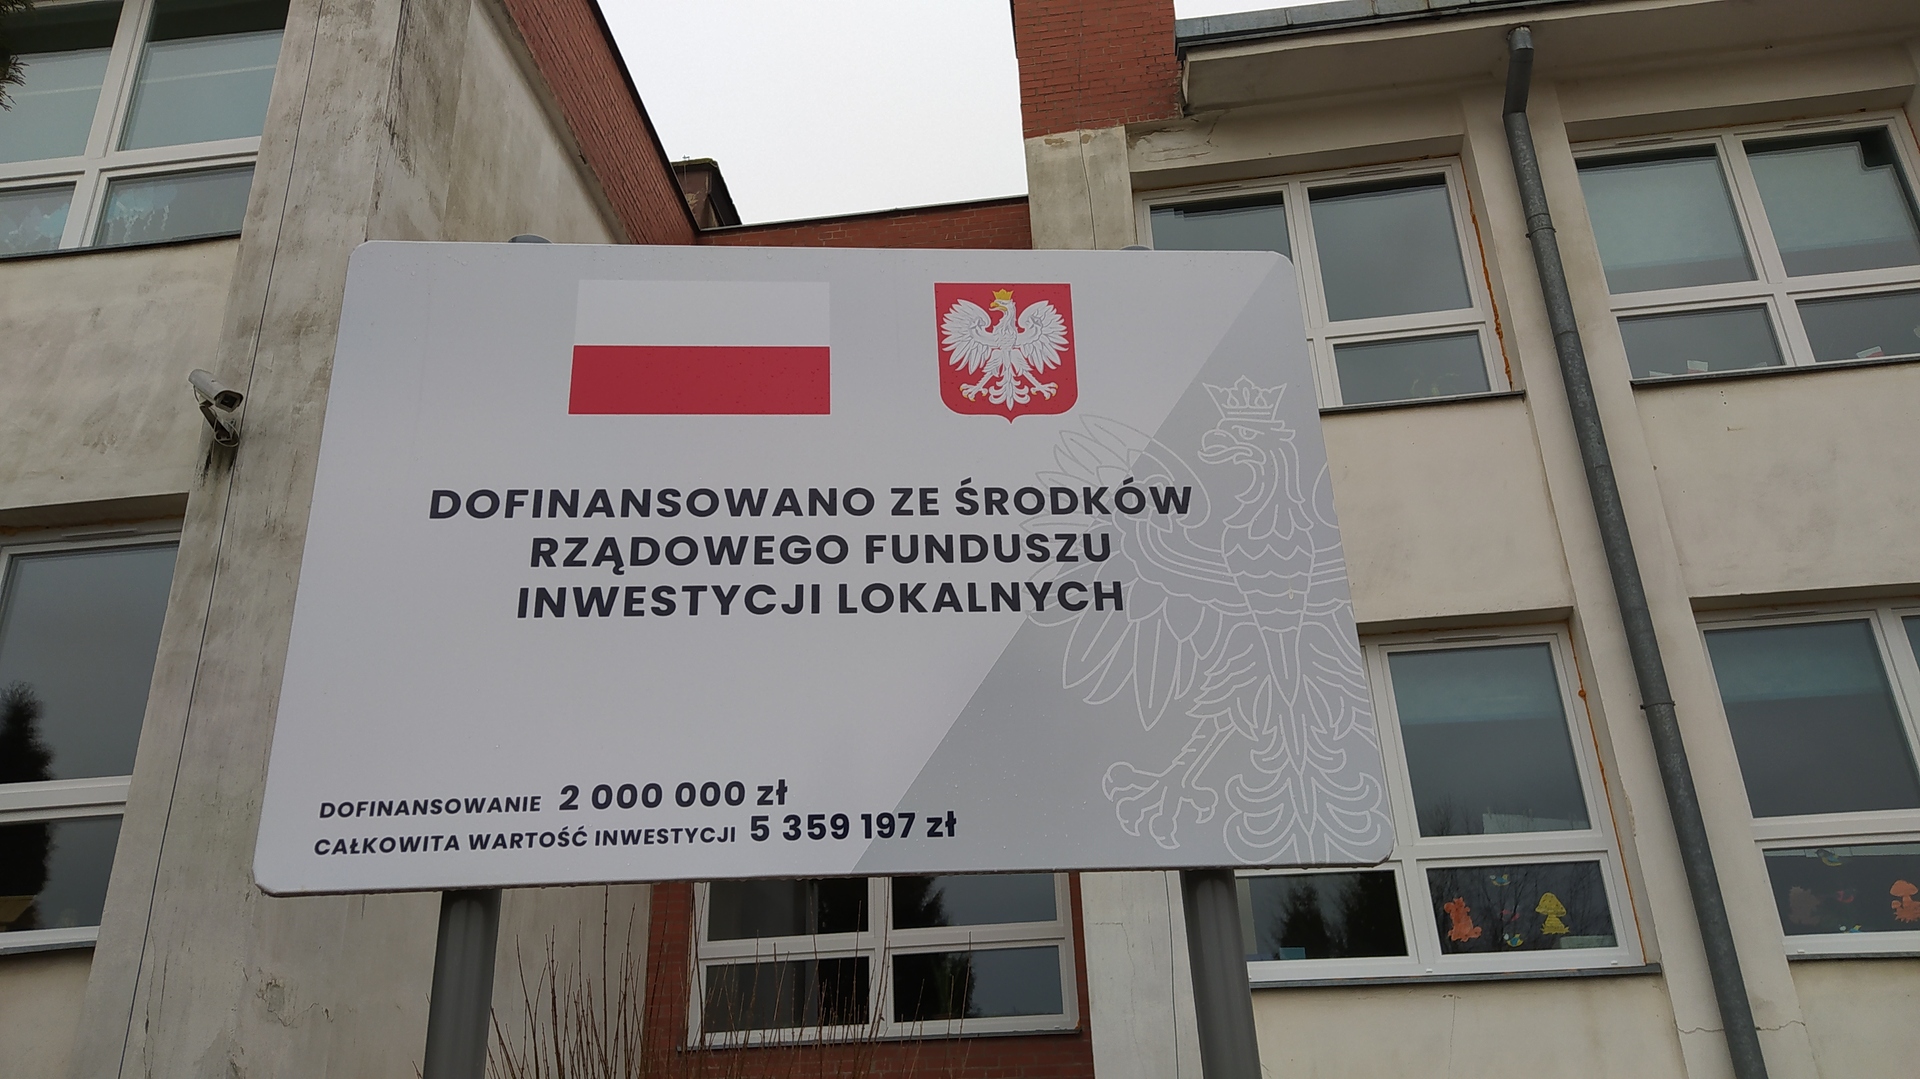 DOFINANSOWANO ZE ŚRODKÓW
RZĄDOWEGO FUNDUSZU
INWESTYCJI LOKALNYCH
DOFINANSOWANIE 2 000 000 zł
CAŁKOWITA WARTOŚĆ INWESTYCJI 5 359 197 zł